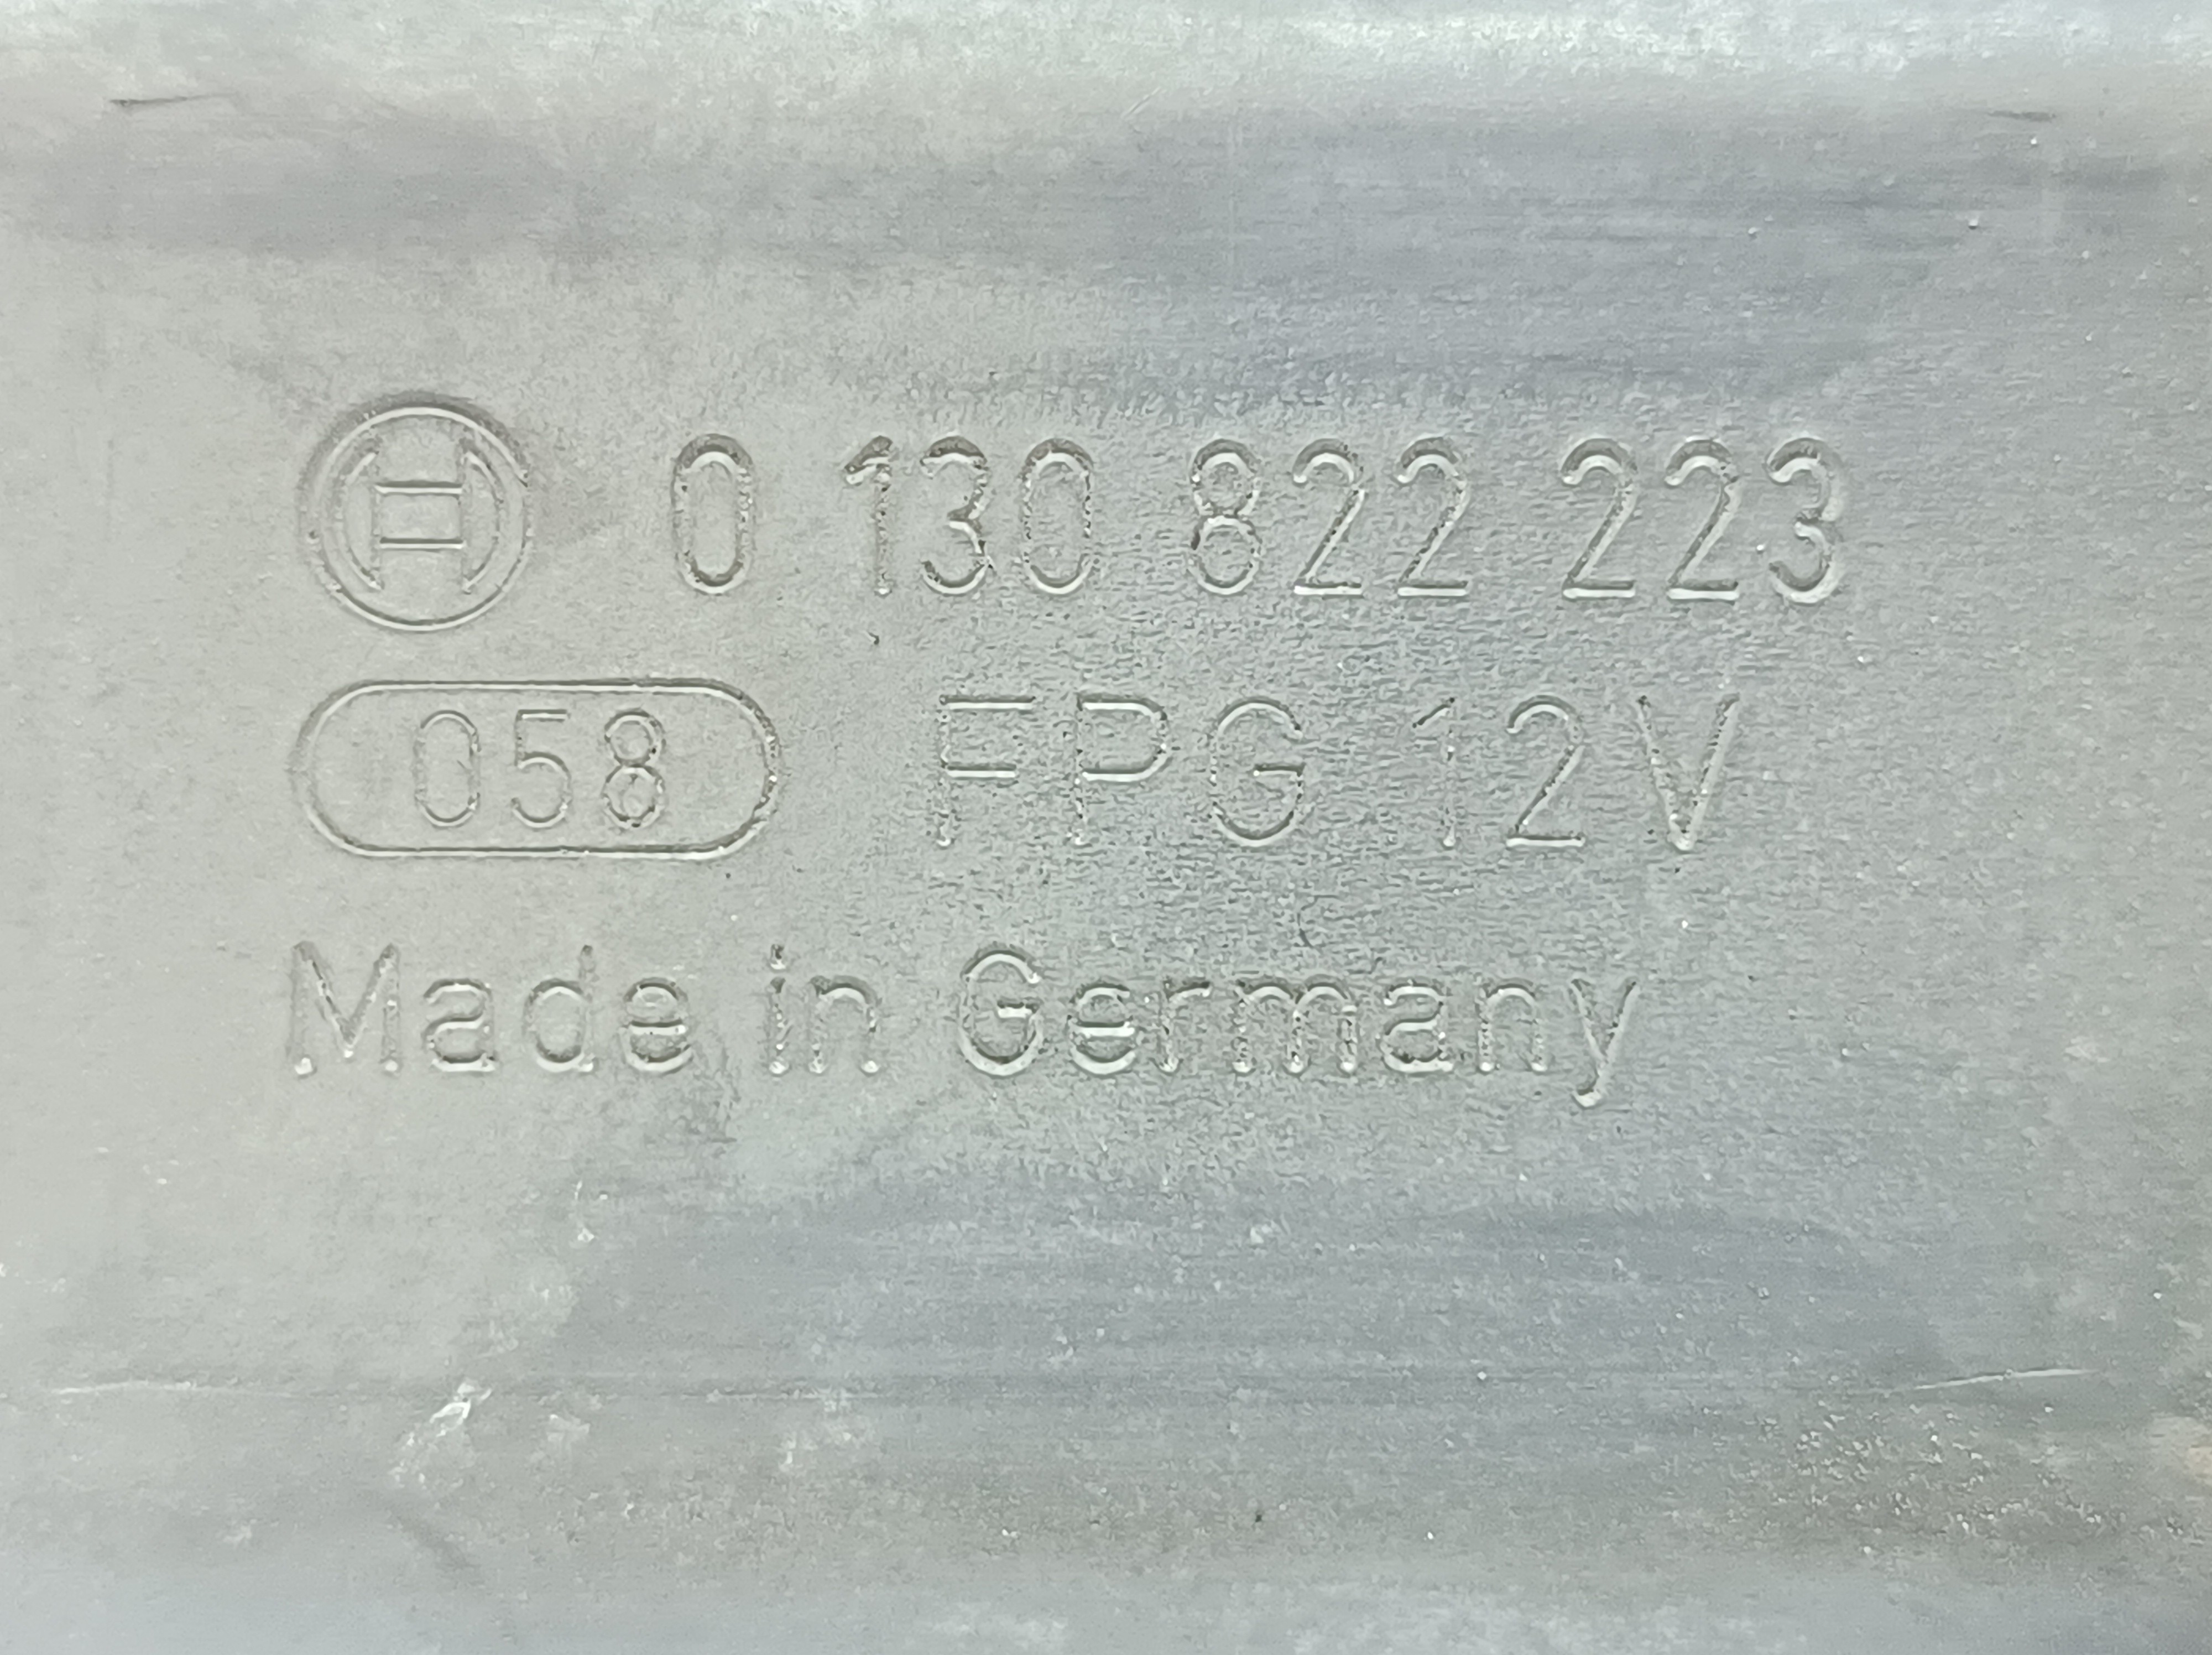 0 130 822 223
058 FPG 12V
Made in Germany